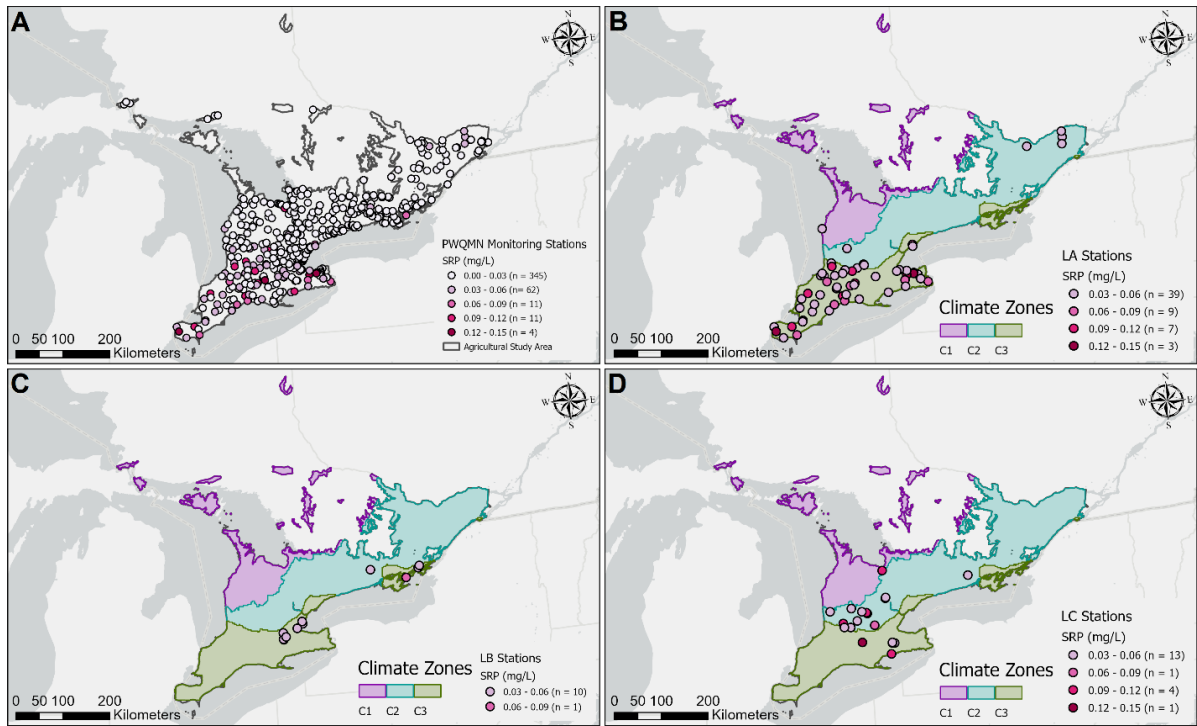 A
N
W
E
S
PWQMN Monitoring Stations
SRP (mg/L)
0.00 - 0.03 (n = 345)
0.03 - 0.06 (n= 62)
0.06 - 0.09 (n = 11)
0.09 - 0.12 (n = 11)
0.12 - 0.15 (n = 4)
Agricultural Study Area
0 50 100 200
Kilometers
B
N
W
E
S
LA Stations
SRP (mg/L)
0.03 - 0.06 (n = 39)
0.06 - 0.09 (n = 9)
0.09 - 0.12 (n = 7)
0.12 - 0.15 (n = 3)
Climate Zones
C1 C2 C3
0 50 100 200
Kilometers
C
N
W
E
S
LB Stations
SRP (mg/L)
0.03 - 0.06 (n = 10)
0.06 - 0.09 (n = 1)
Climate Zones
C1 C2 C3
0 50 100 200
Kilometers
D
N
W
E
S
LC Stations
SRP (mg/L)
0.03 - 0.06 (n = 13)
0.06 - 0.09 (n = 1)
0.09 - 0.12 (n = 4)
0.12 - 0.15 (n = 1)
Climate Zones
C1 C2 C3
0 50 100 200
Kilometers